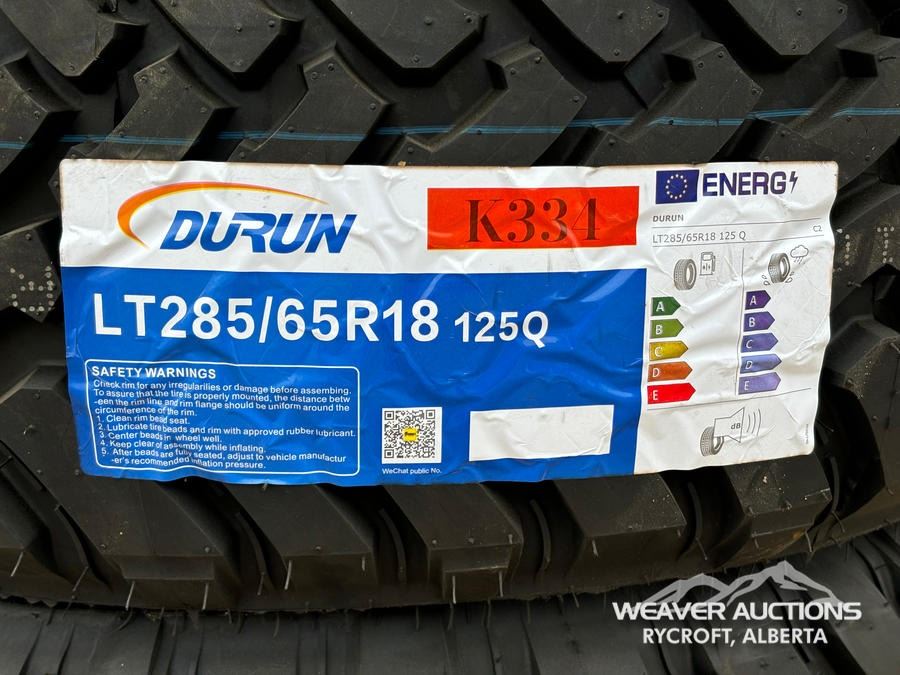 DURUN
K334
LT285/65R18 125Q
SAFETY WARNINGS
Check rim for any irregularilies or damage before assembing.
To assure that the tire is properly mounted, the distance betw
-een the rim line and rim flange should be uniform around the
circumference of the rim.
1. Clean rim bead seat.
2. Lubricate tire beads and rim with approved rubber lubricant.
3. Center beads in wheel well.
4. Keep clear of assembly while inflating.
5. After beads are fully seated, adjust to vehicle manufactur
-er's recommended inflation pressure.
WeChat public No.
ENERG
DURUN
LT285/65R18 125 Q C2
A
B
C
D
E
A
B
C
D
E
dB
WEAVER AUCTIONS
RYCROFT, ALBERTA